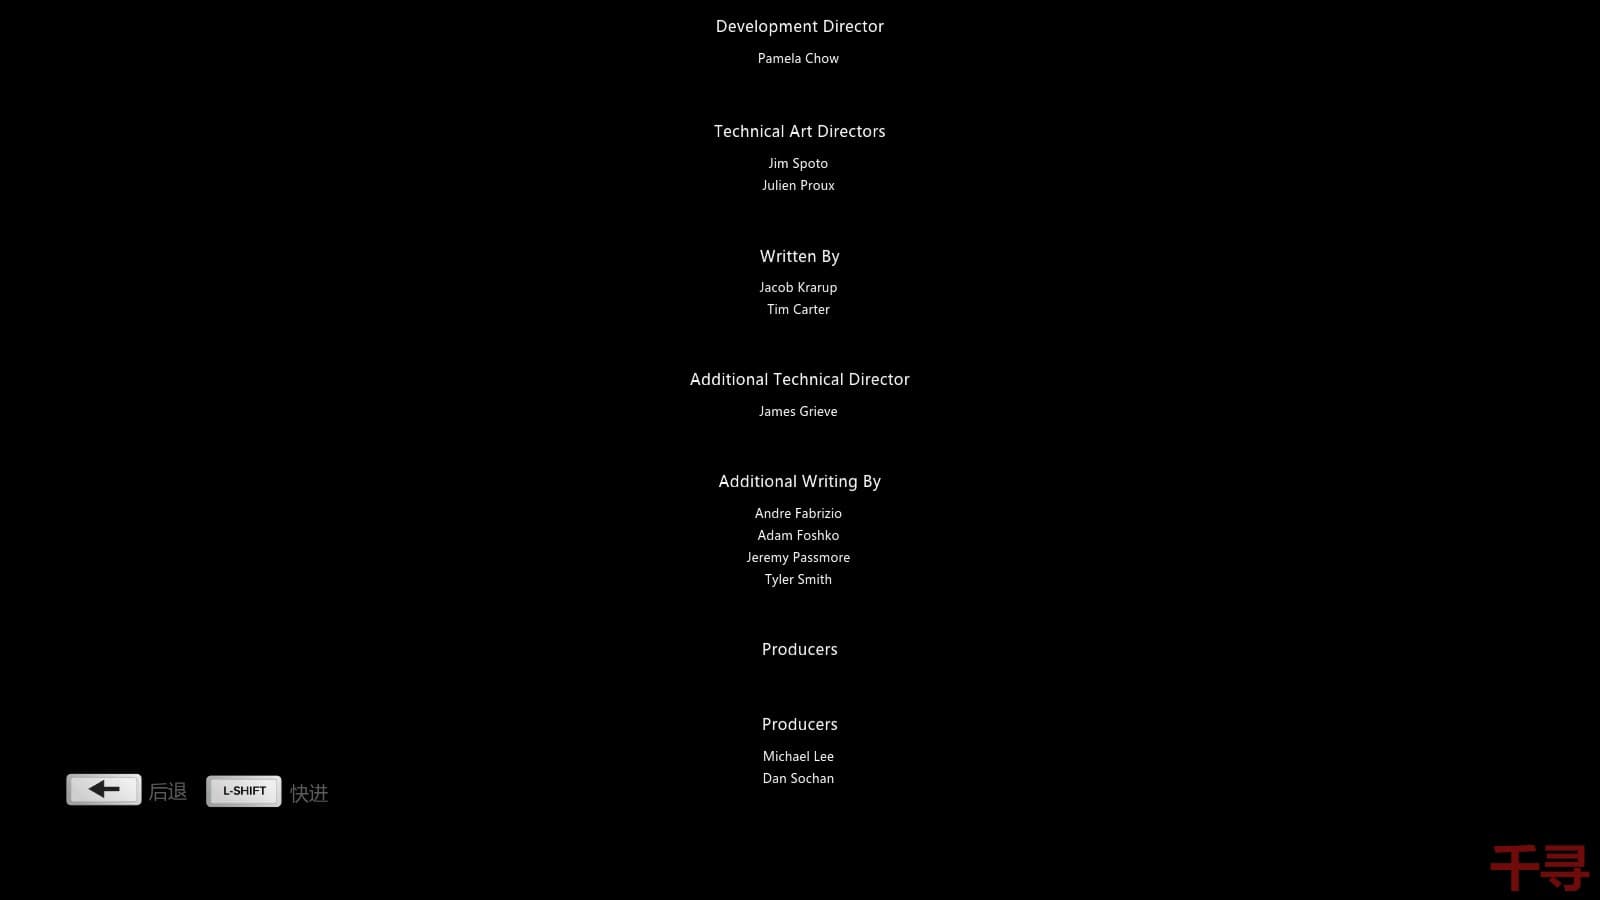 Development Director
Pamela Chow
Technical Art Directors
Jim Spoto
Julien Proux
Written By
Jacob Krarup
Tim Carter
Additional Technical Director
James Grieve
Additional Writing By
Andre Fabrizio
Adam Foshko
Jeremy Passmore
Tyler Smith
Producers
Producers
Michael Lee
Dan Sochan
后退 L-SHIFT 快进
千寻